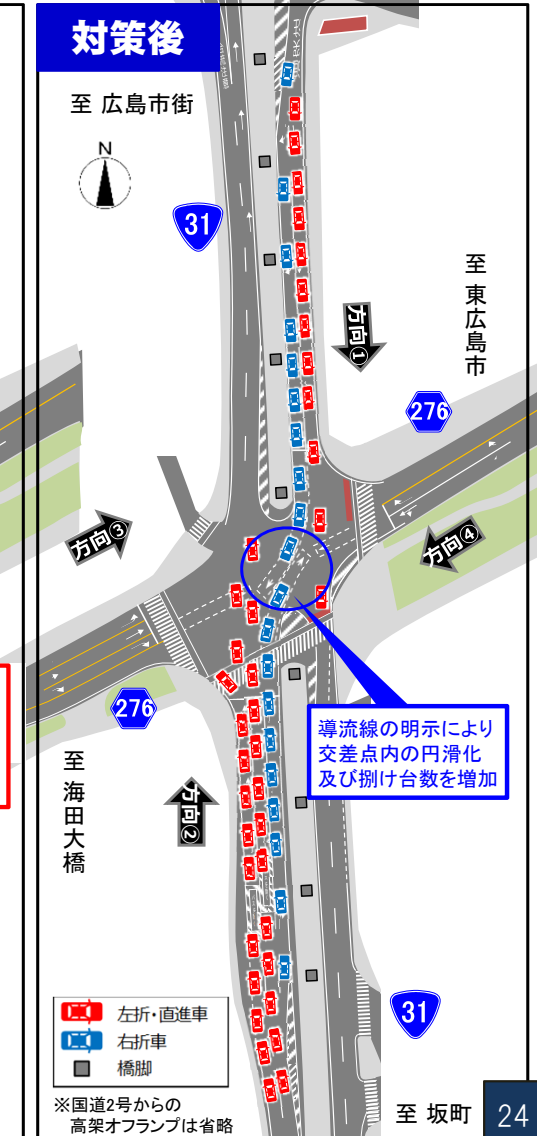 対策後
至 広島市街
N
31
至 東広島市
方向①
276
方向③
方向④
276
導流線の明示により
交差点内の円滑化
及び捌け台数を増加
至 海田大橋
方向②
左折・直進車
右折車
橋脚
31
※国道2号からの
高架オフランプは省略
至 坂町
24